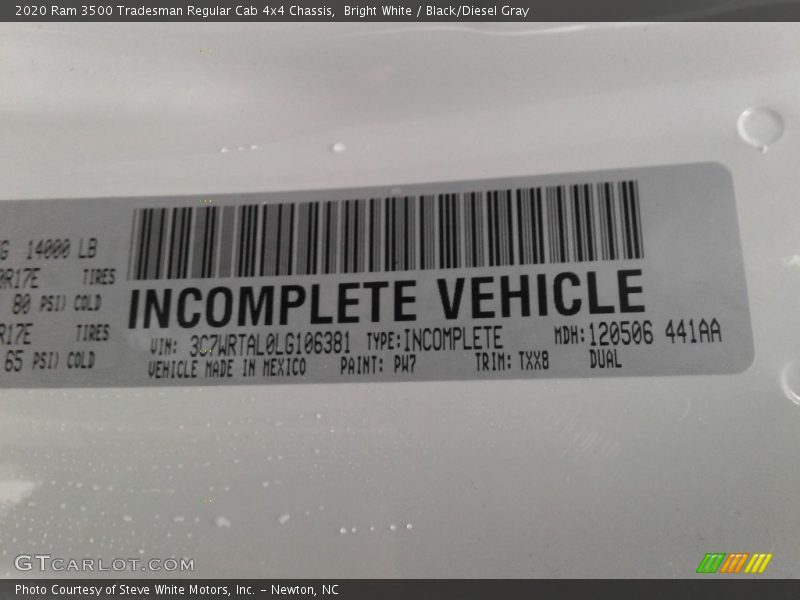 2020 Ram 3500 Tradesman Regular Cab 4x4 Chassis, Bright White / Black/Diesel Gray
14000 LB
0R17E TIRES
80 PSI) COLD
INCOMPLETE VEHICLE
R17E TIRES
65 PSI) COLD
VIN: 3C7WRTAL0LG106381 TYPE:INCOMPLETE MDH:120506 441AA
VEHICLE MADE IN MEXICO PAINT: PW7 TRIM: TXX8 DUAL
GTCARLOT.COM
Photo Courtesy of Steve White Motors, Inc. – Newton, NC